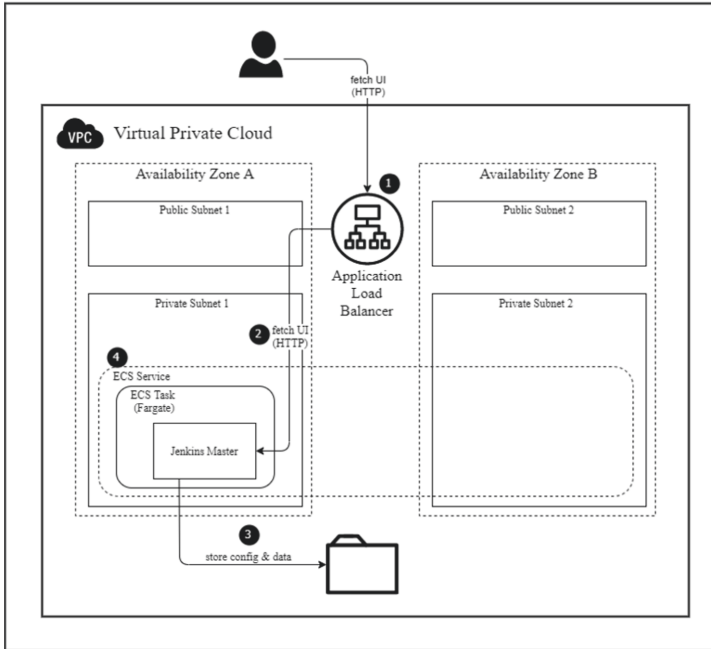 fetch UI
(HTTP)
VPC
Virtual Private Cloud
Availability Zone A
Availability Zone B
1
Public Subnet 1
Public Subnet 2
Application
Load
Balancer
Private Subnet 1
Private Subnet 2
2
fetch UI
(HTTP)
4
ECS Service
ECS Task
(Fargate)
Jenkins Master
3
store config & data